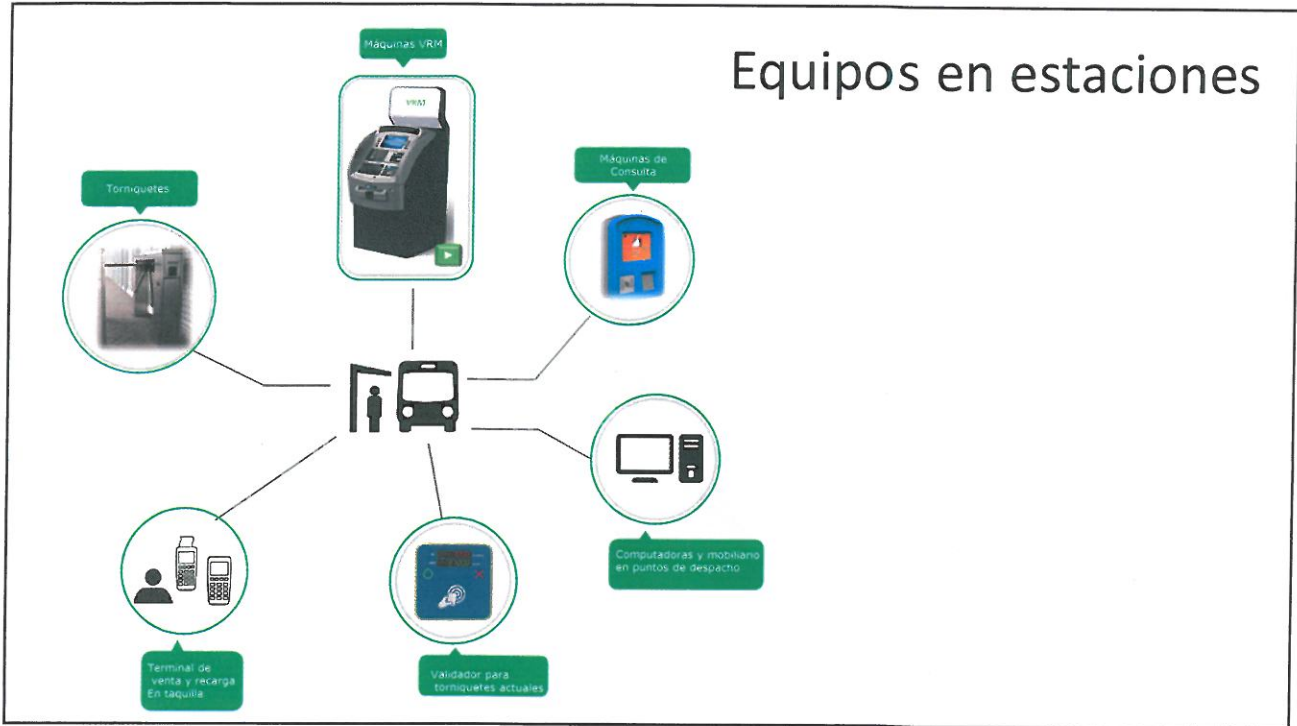 Equipos en estaciones
Máquinas VRM
VRM
Máquinas de
Consulta
Torniquetes
Computadoras y mobiliario
en puntos de despacho
Terminal de
venta y recarga
En taquilla
Validador para
torniquetes actuales